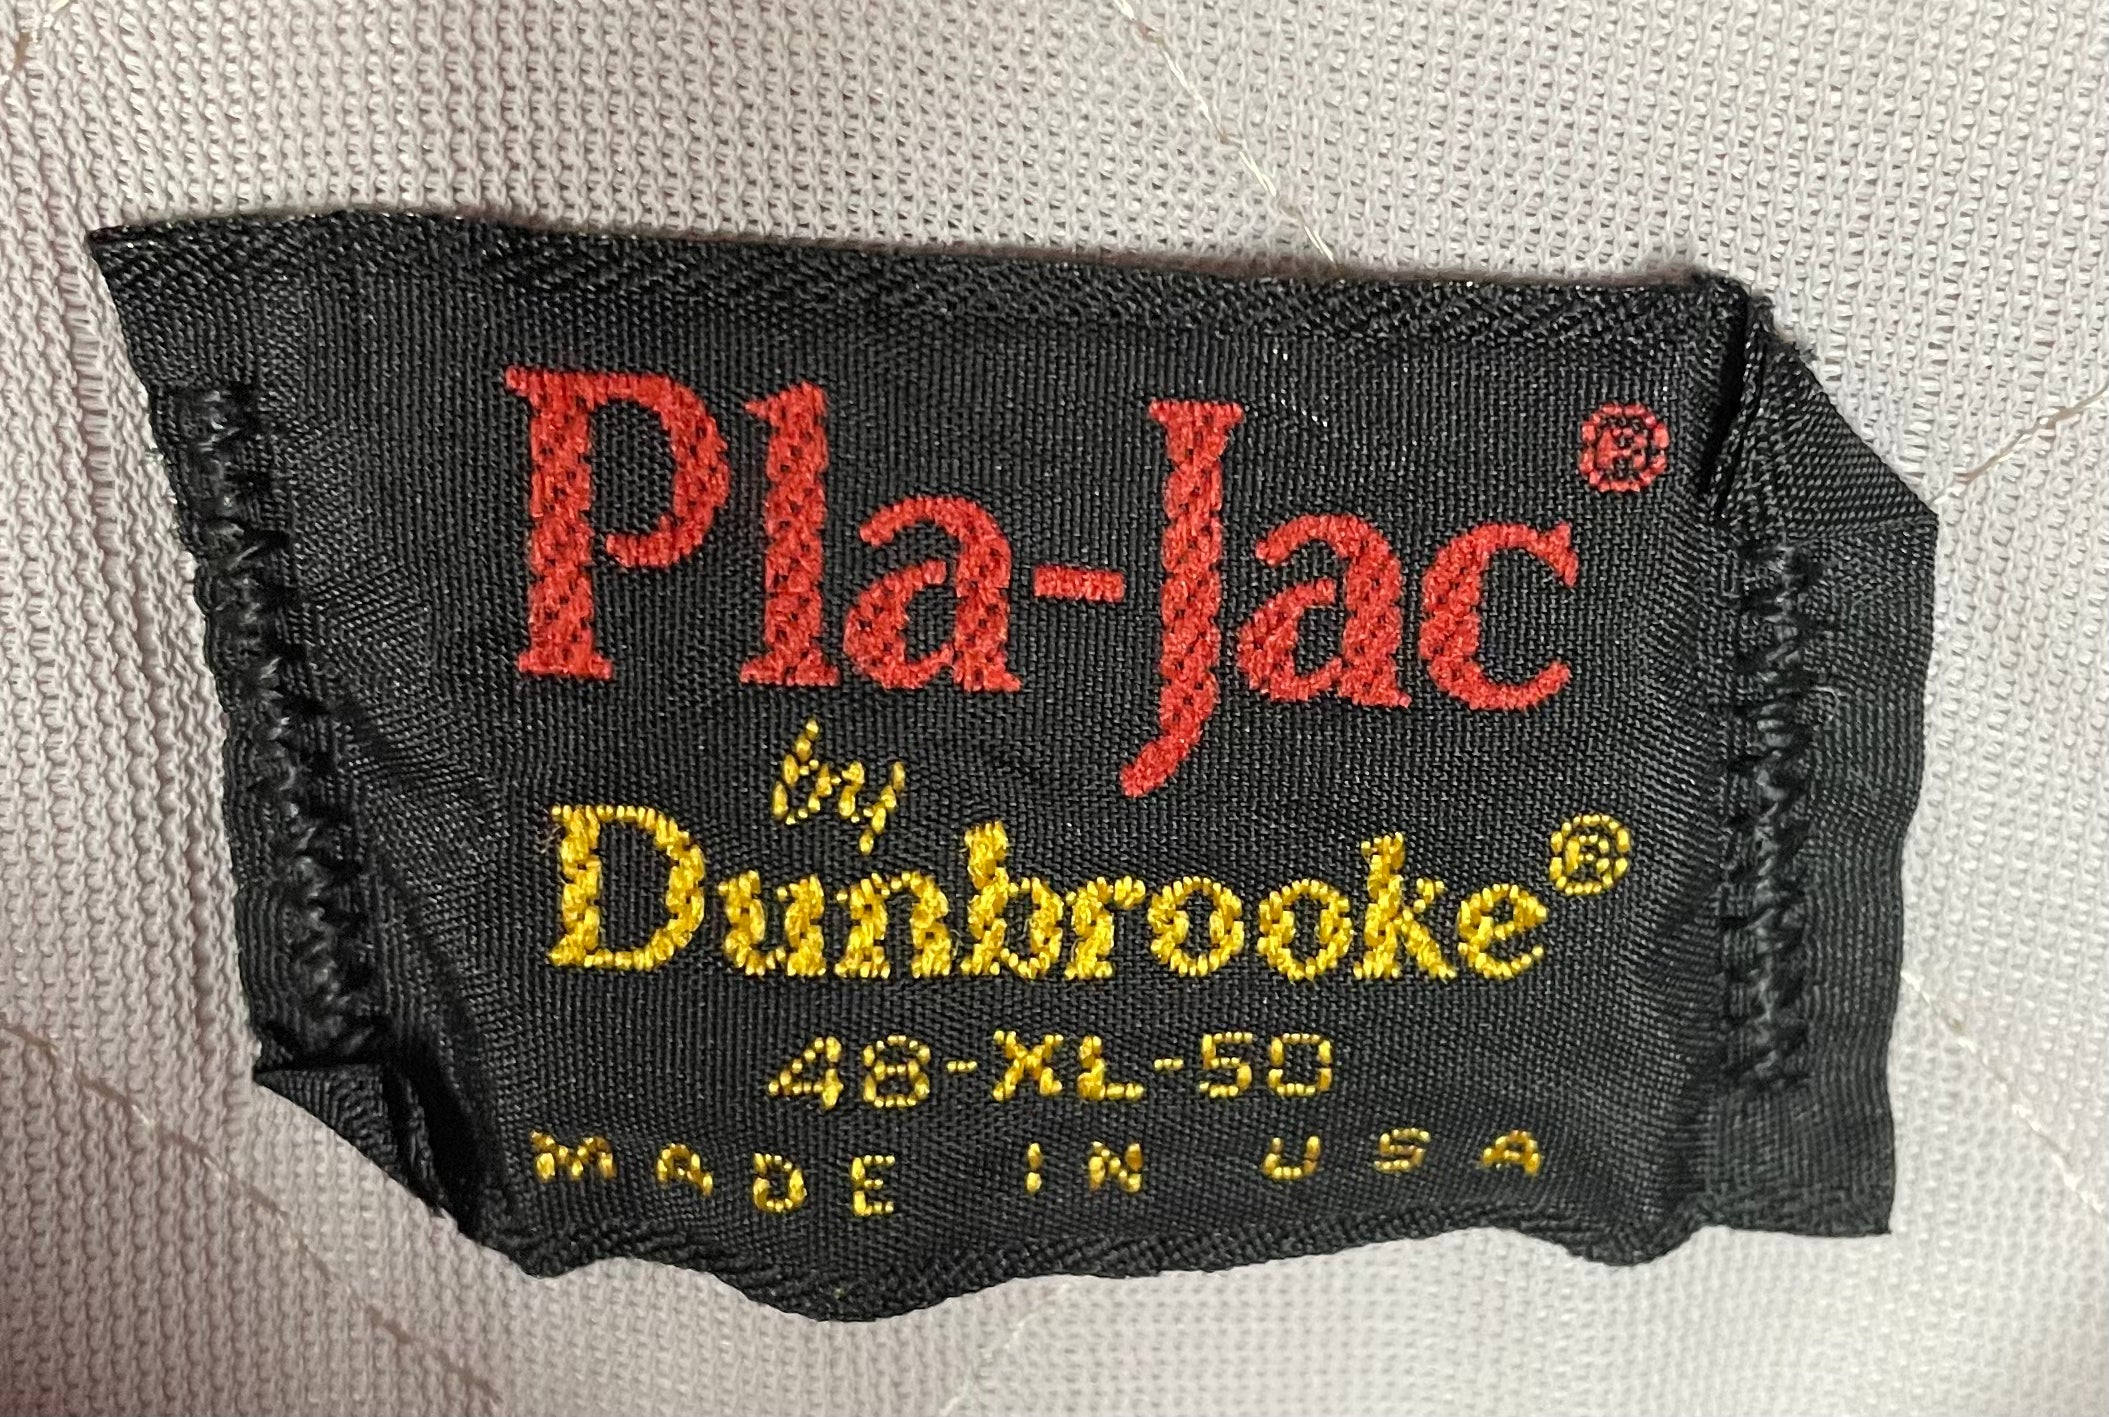 Pla-Jac®
by
Dunbrooke®
48-XL-50
MADE IN USA